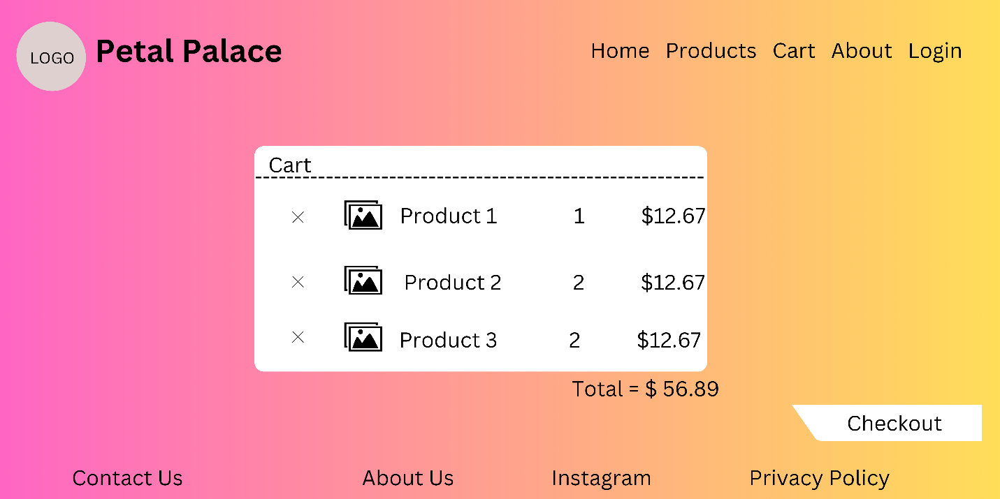 LOGO Petal Palace Home Products Cart About Login
Cart
Product 1 1 $12.67
Product 2 2 $12.67
Product 3 2 $12.67
Total = $ 56.89
Checkout
Contact Us About Us Instagram Privacy Policy